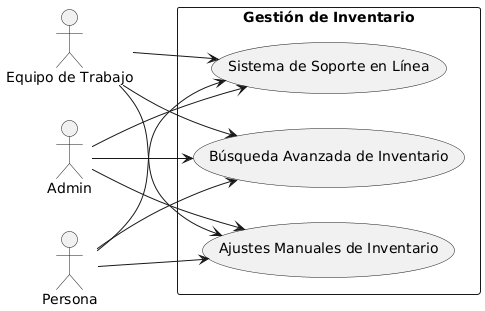 Gestión de Inventario
Equipo de Trabajo
Sistema de Soporte en Línea
Admin
Búsqueda Avanzada de Inventario
Persona
Ajustes Manuales de Inventario